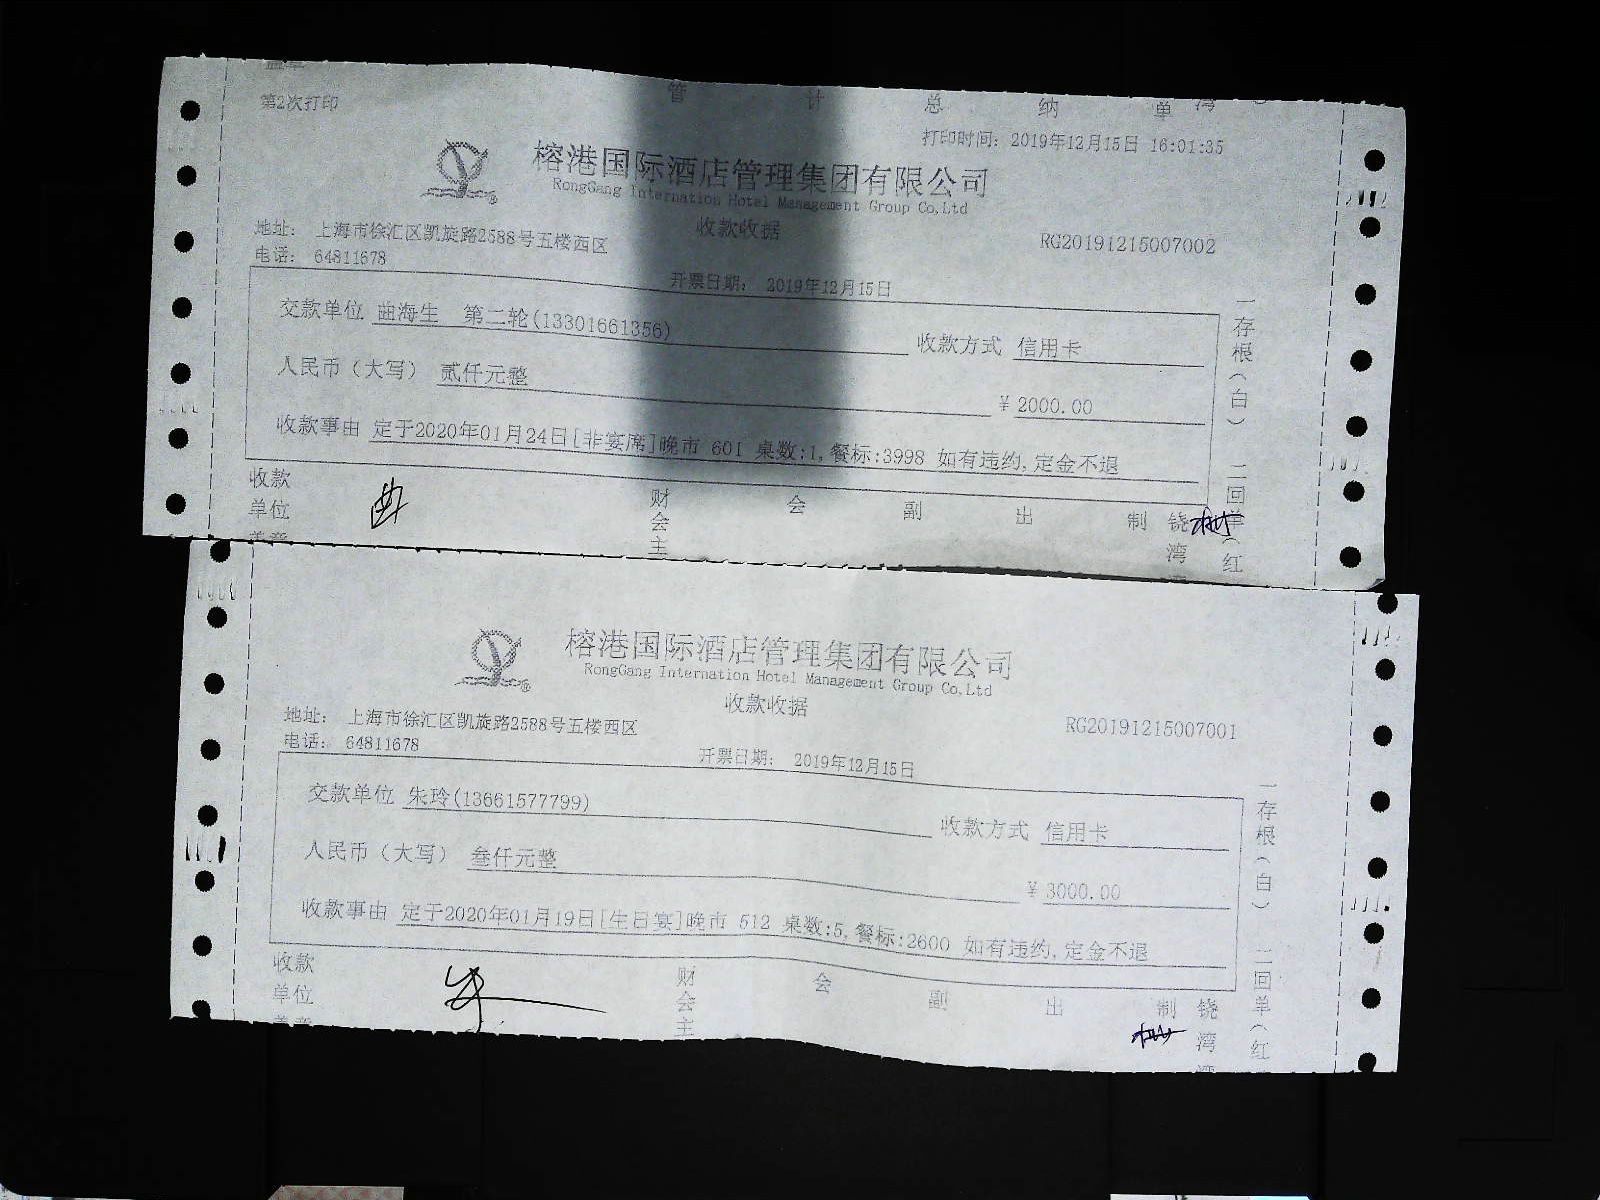 第2次打印
管 计 总 纳 单 湾
打印时间: 2019年12月15日 16:01:35
榕港国际酒店管理集团有限公司
RongGang Internation Hotel Management Group Co,Ltd
收款收据
地址: 上海市徐汇区凯旋路2588号五楼西区
RG20191215007002
电话: 64811678
开票日期: 2019年12月15日
交款单位 曲海生 第二轮(13301661356)
收款方式 信用卡
人民币(大写) 贰仟元整
¥ 2000.00
收款事由 定于2020年01月24日[非宴席]晚市 601 桌数:1,餐标:3998 如有违约,定金不退
一存根(白) 二回单(红
收款单位
曲
财会主 会 副 出 制 铙湾
榕港国际酒店管理集团有限公司
RongGang Internation Hotel Management Group Co,Ltd
收款收据
地址: 上海市徐汇区凯旋路2588号五楼西区
RG20191215007001
电话: 64811678
开票日期: 2019年12月15日
交款单位 朱玲(13661577799)
收款方式 信用卡
人民币(大写) 叁仟元整
¥ 3000.00
收款事由 定于2020年01月19日[生日宴]晚市 512 桌数:5,餐标:2600 如有违约,定金不退
一存根(白) 二回单(红
收款单位
朱
财会主 会 副 出 制 铙湾